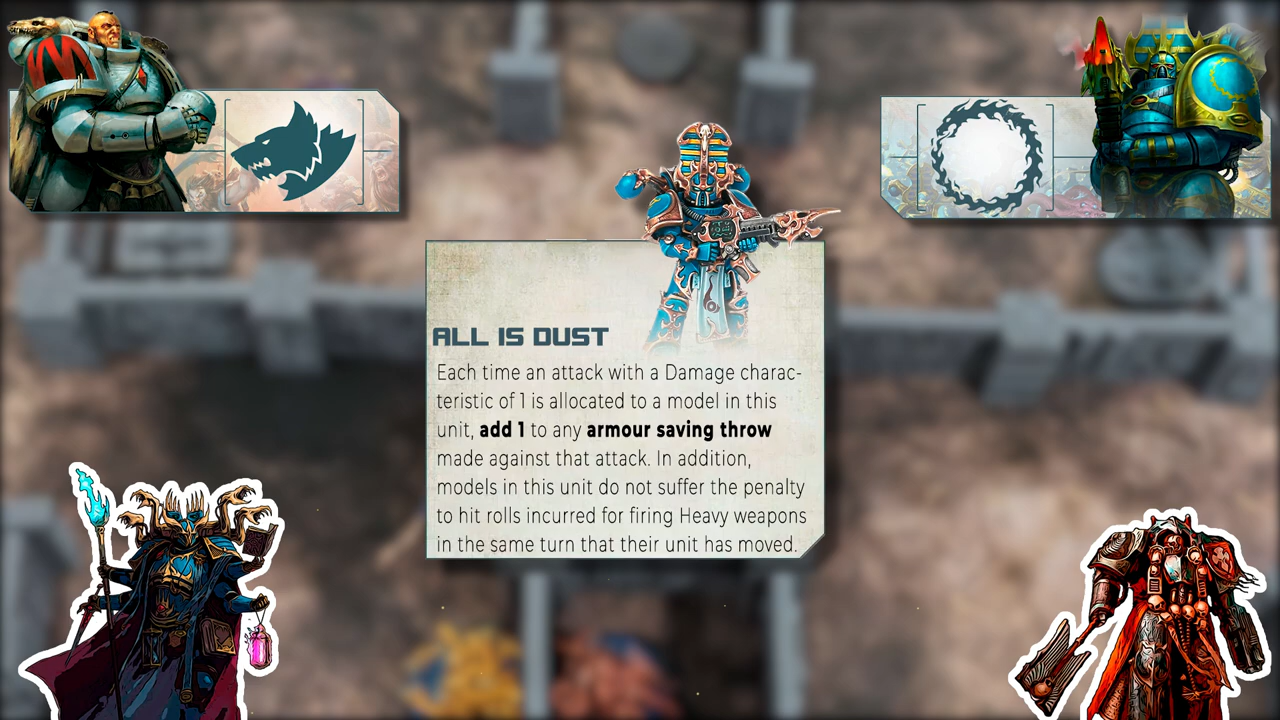 ALL IS DUST
Each time an attack with a Damage charac-
teristic of 1 is allocated to a model in this
unit, add 1 to any armour saving throw
made against that attack. In addition,
models in this unit do not suffer the penalty
to hit rolls incurred for firing Heavy weapons
in the same turn that their unit has moved.